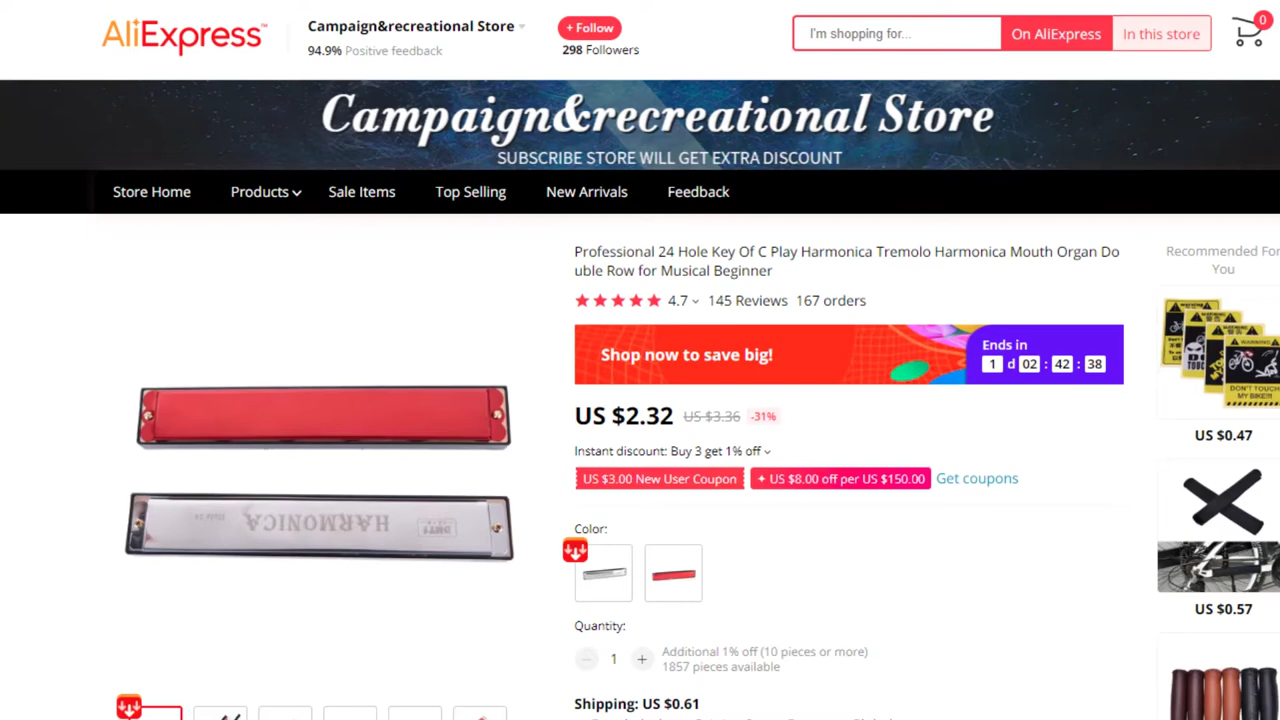 AliExpress™
Campaign&recreational Store
94.9% Positive feedback
+ Follow
298 Followers
I'm shopping for...
On AliExpress
In this store
0
Campaign&recreational Store
SUBSCRIBE STORE WILL GET EXTRA DISCOUNT
Store Home
Products
Sale Items
Top Selling
New Arrivals
Feedback
Professional 24 Hole Key Of C Play Harmonica Tremolo Harmonica Mouth Organ Do
uble Row for Musical Beginner
4.7
145 Reviews
167 orders
Shop now to save big!
Ends in
1 d 02 : 42 : 38
US $2.32 US $3.36 -31%
Instant discount: Buy 3 get 1% off
US $3.00 New User Coupon
US $8.00 off per US $150.00
Get coupons
Color:
Quantity:
1
Additional 1% off (10 pieces or more)
1857 pieces available
Shipping: US $0.61
HARMONICA
Recommended For
You
WARNING
DON'T TOUCH
MY BIKE!!!
US $0.47
US $0.57